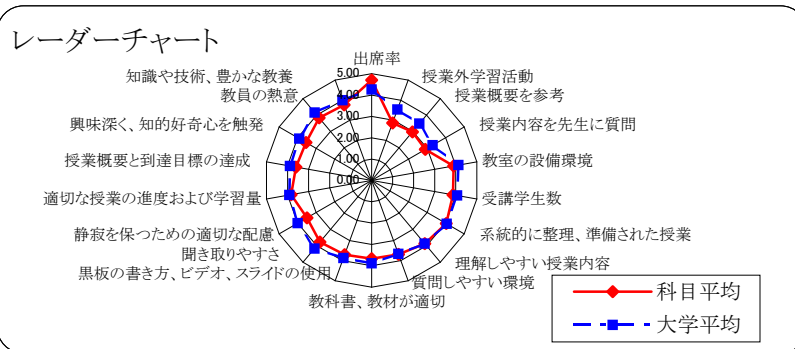 レーダーチャート
出席率
授業外学習活動
授業概要を参考
授業内容を先生に質問
教室の設備環境
受講学生数
系統的に整理、準備された授業
理解しやすい授業内容
質問しやすい環境
教科書、教材が適切
黒板の書き方、ビデオ、スライドの使用
聞き取りやすさ
静寂を保つための適切な配慮
適切な授業の進度および学習量
授業概要と到達目標の達成
興味深く、知的好奇心を触発
教員の熱意
知識や技術、豊かな教養
5.00
4.00
3.00
2.00
1.00
0.00
科目平均
大学平均